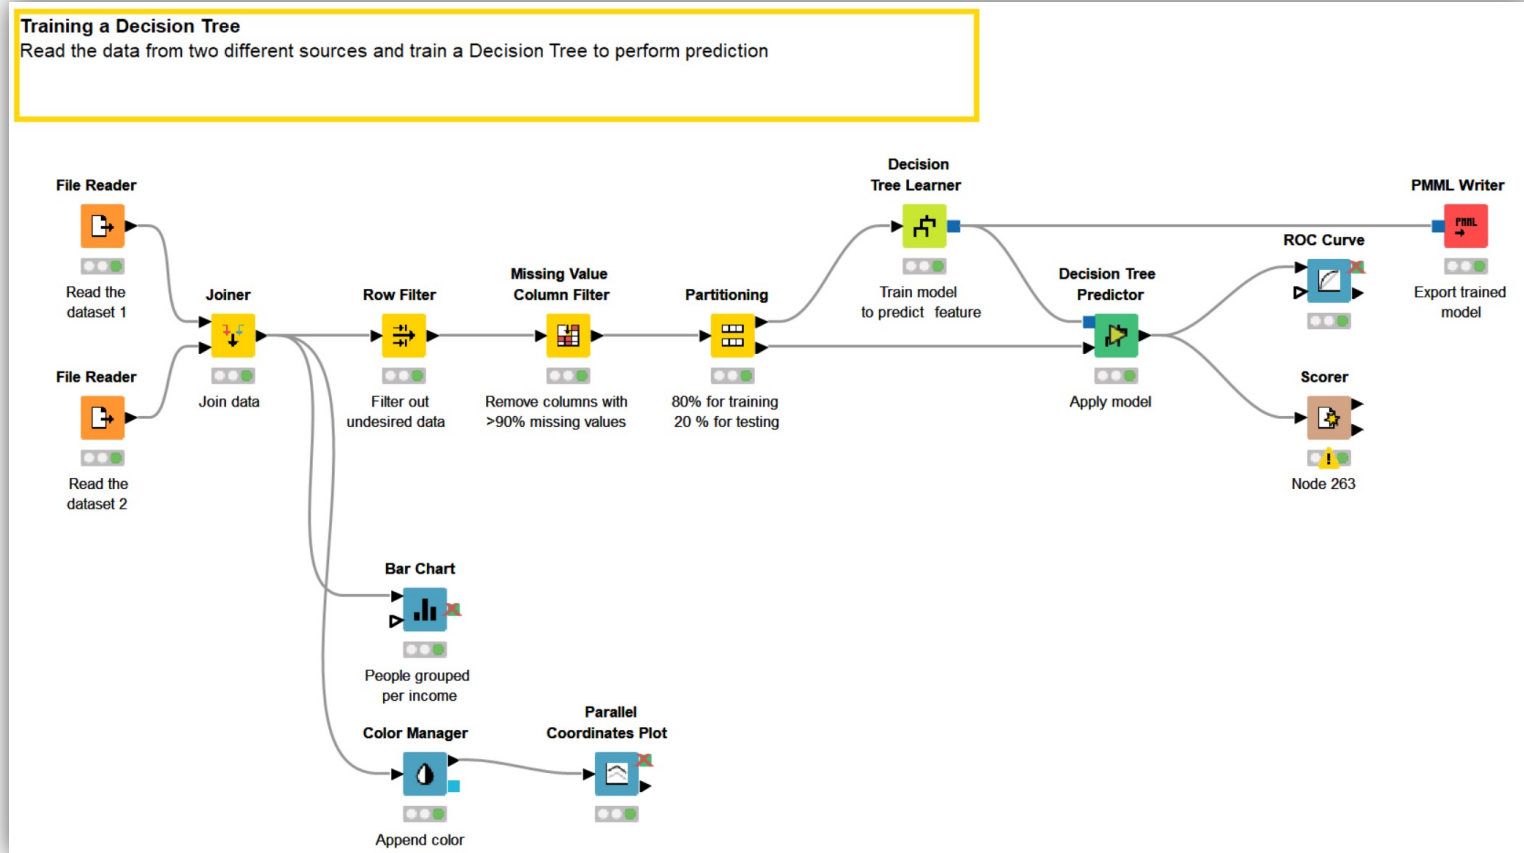 Training a Decision Tree
Read the data from two different sources and train a Decision Tree to perform prediction
File Reader
Read the
dataset 1
File Reader
Read the
dataset 2
Joiner
Join data
Row Filter
Filter out
undesired data
Missing Value
Column Filter
Remove columns with
>90% missing values
Partitioning
80% for training
20 % for testing
Decision
Tree Learner
Train model
to predict  feature
Decision Tree
Predictor
Apply model
ROC Curve
Scorer
!
Node 263
PMML Writer
PMML
Export trained
model
Bar Chart
People grouped
per income
Color Manager
Append color
Parallel
Coordinates Plot